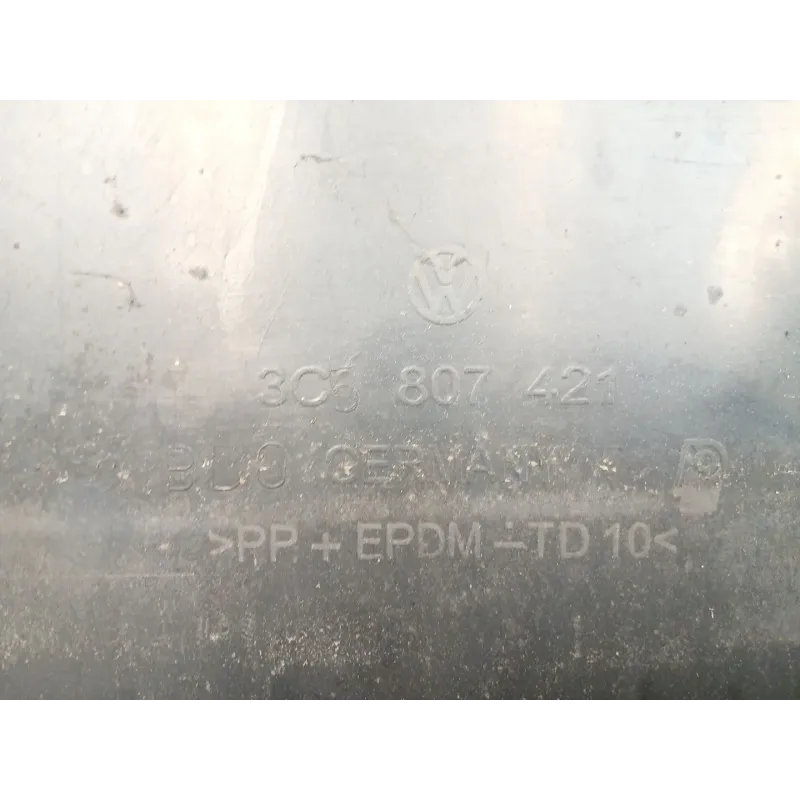 3C5 807 421
GERMANY
>PP + EPDM -TD 10<